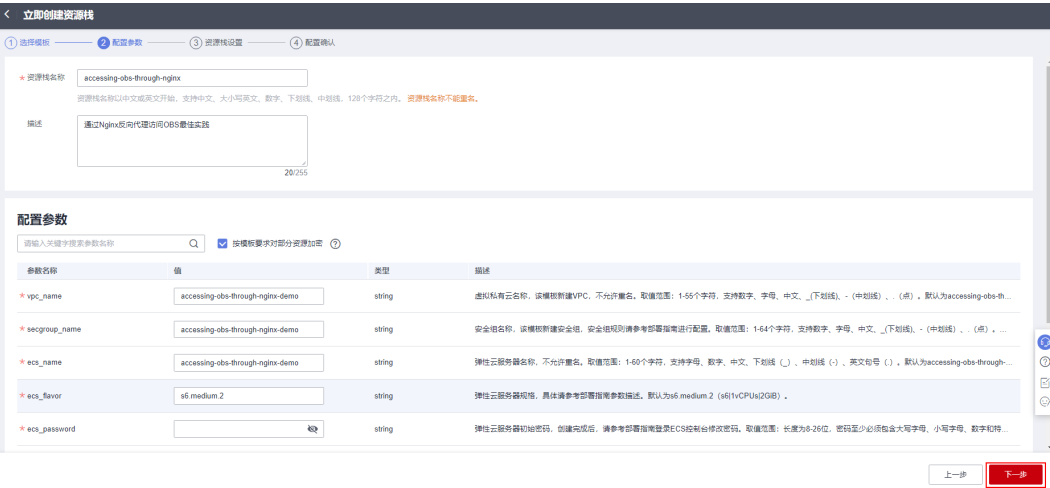 立即创建资源栈
1 选择模板
2 配置参数
3 资源栈设置
4 配置确认
* 资源栈名称
accessing-obs-through-nginx
资源栈名称以中文或英文开始，支持中文、大小写英文、数字、下划线、中划线，128个字符之内。 资源栈名称不能重名。
描述
通过Nginx反向代理访问OBS最佳实践
20/255
配置参数
请输入关键字搜索参数名称
按模板要求对部分资源加密
参数名称 值 类型 描述
* vpc_name accessing-obs-through-nginx-demo string 虚拟私有云名称，该模板新建VPC，不允许重名。取值范围：1-55个字符，支持数字、字母、中文、_(下划线)、-（中划线）、.（点）。默认为accessing-obs-th...
* secgroup_name accessing-obs-through-nginx-demo string 安全组名称，该模板新建安全组，安全组规则请参考部署指南进行配置。取值范围：1-64个字符，支持数字、字母、中文、_(下划线)、-（中划线）、.（点）。...
* ecs_name accessing-obs-through-nginx-demo string 弹性云服务器名称，不允许重名。取值范围：1-60个字符，支持字母、数字、中文、下划线（_）、中划线（-）、英文句号（.）。默认为accessing-obs-through-...
* ecs_flavor s6.medium.2 string 弹性云服务器规格，具体请参考部署指南参数描述。默认为s6.medium.2（s6|1vCPUs|2GiB）。
* ecs_password string 弹性云服务器初始密码，创建完成后，请参考部署指南登录ECS控制台修改密码。取值范围：长度为8-26位，密码至少必须包含大写字母、小写字母、数字和特...
上一步
下一步